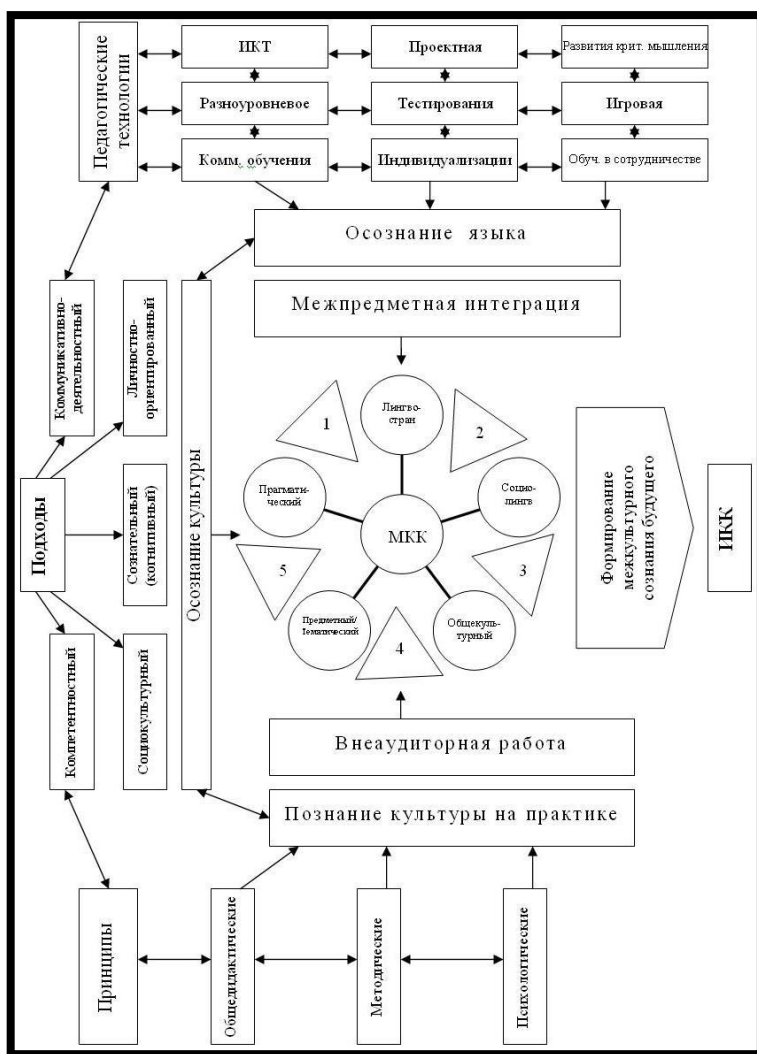 Педагогические
технологии
ИКТ
Проектная
Развития крит. мышления
Разноуровневое
Тестирования
Игровая
Комм. обучения
Индивидуализации
Обуч. в сотрудничестве
Осознание языка
Межпредметная интеграция
Коммуникативно-
деятельностный
Личностно-
ориентированный
Подходы
Сознательный
(когнитивный)
Компетентностный
Социокультурный
Осознание культуры
1
Лингво-
стран
2
Прагмати-
ческий
МКК
Социо-
лингв
5
3
Предметный/
Тематический
4
Общекуль-
турный
Формирование
межкультурного
сознания будущего
ИКК
Внеаудиторная работа
Познание культуры на практике
Принципы
Общедидактические
Методические
Психологические